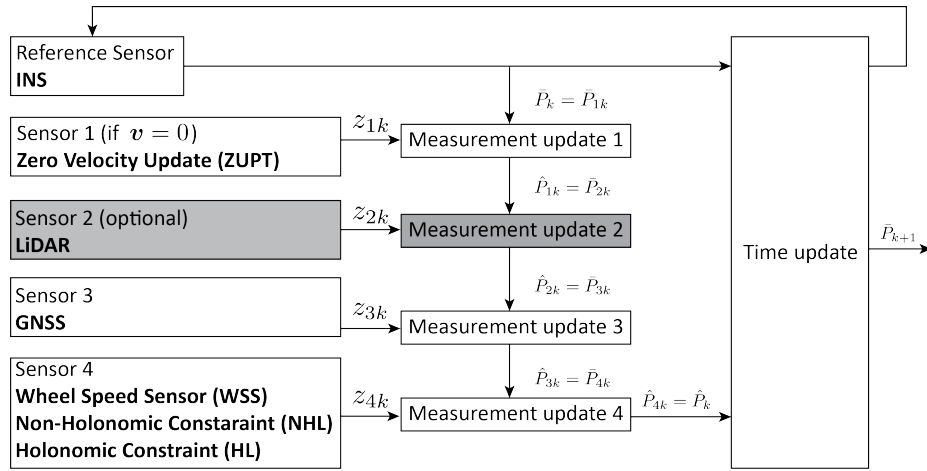 Reference Sensor
INS
P̄ₖ = P̄₁ₖ
Sensor 1 (if v = 0)
Zero Velocity Update (ZUPT)
z₁ₖ
Measurement update 1
P̂₁ₖ = P̄₂ₖ
Sensor 2 (optional)
LiDAR
z₂ₖ
Measurement update 2
Time update
P̄ₖ₊₁
P̂₂ₖ = P̄₃ₖ
Sensor 3
GNSS
z₃ₖ
Measurement update 3
P̂₃ₖ = P̄₄ₖ
Sensor 4
Wheel Speed Sensor (WSS)
Non-Holonomic Constaraint (NHL)
Holonomic Constraint (HL)
z₄ₖ
Measurement update 4
P̂₄ₖ = P̂ₖ